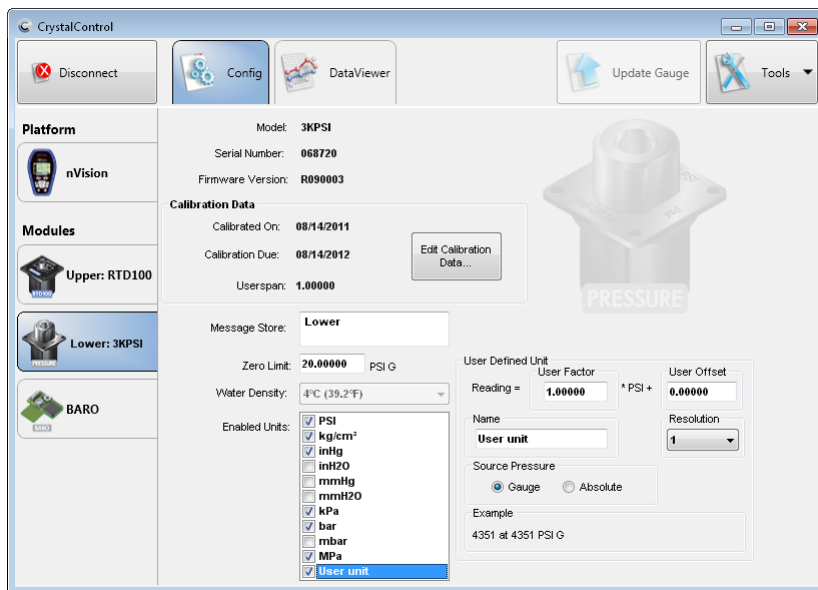 CrystalControl
Disconnect
Config
DataViewer
Update Gauge
Tools
Platform
nVision
Modules
RTD100
Upper: RTD100
PRESSURE
Lower: 3KPSI
BARO
BARO
Model: 3KPSI
Serial Number: 068720
Firmware Version: R090003
Calibration Data
Calibrated On: 08/14/2011
Calibration Due: 08/14/2012
Userspan: 1.00000
Edit Calibration
Data...
PRESSURE
Message Store: Lower
Zero Limit: 20.00000 PSI G
Water Density: 4°C (39.2°F)
Enabled Units:
PSI
kg/cm²
inHg
inH2O
mmHg
mmH2O
kPa
bar
mbar
MPa
User unit
User Defined Unit
User Factor
User Offset
Reading = 1.00000 * PSI + 0.00000
Name
User unit
Resolution
1
Source Pressure
Gauge
Absolute
Example
4351 at 4351 PSI G